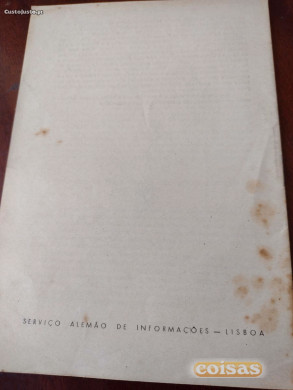 CustoJusto.pt
SERVIÇO ALEMÃO DE INFORMAÇÕES — LISBOA
coisas